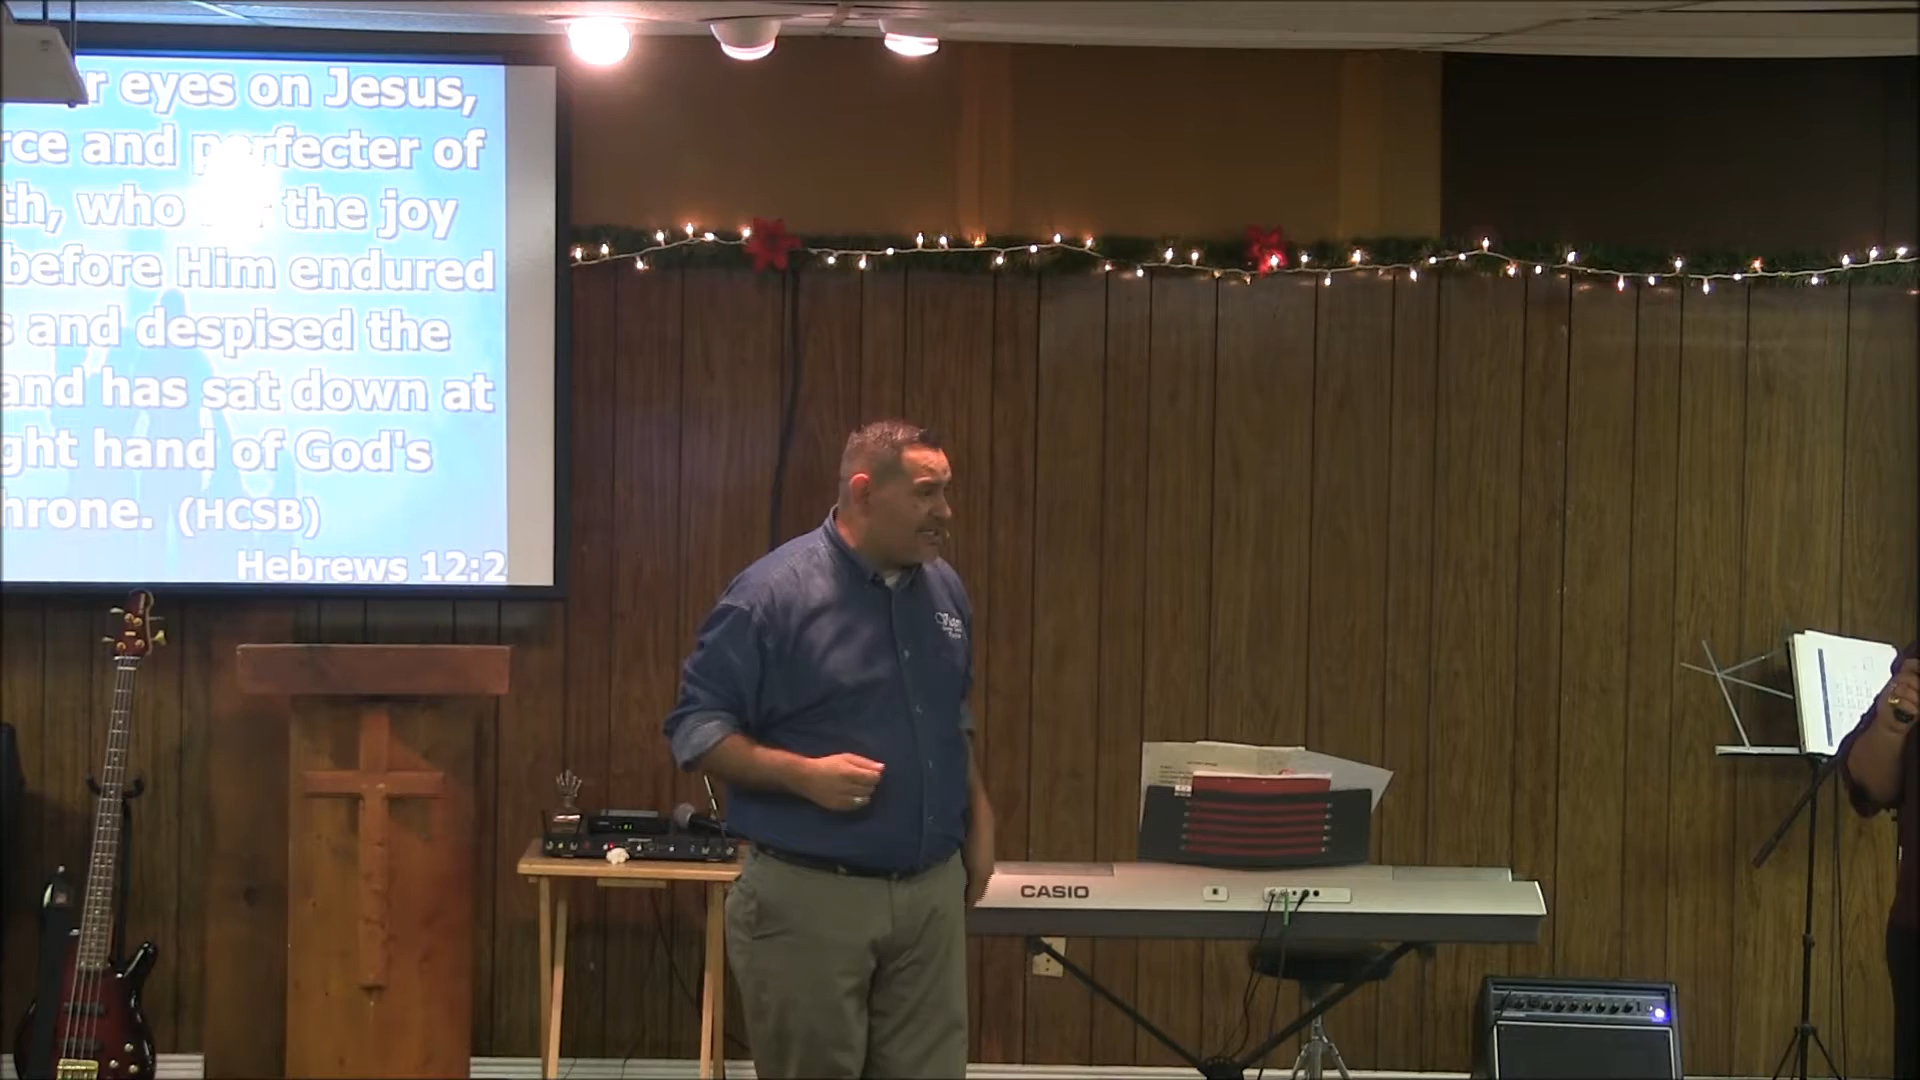 r eyes on Jesus,
rce and perfecter of
th, who for the joy
before Him endured
s and despised the
and has sat down at
ght hand of God's
hrone. (HCSB)
Hebrews 12:2
CASIO